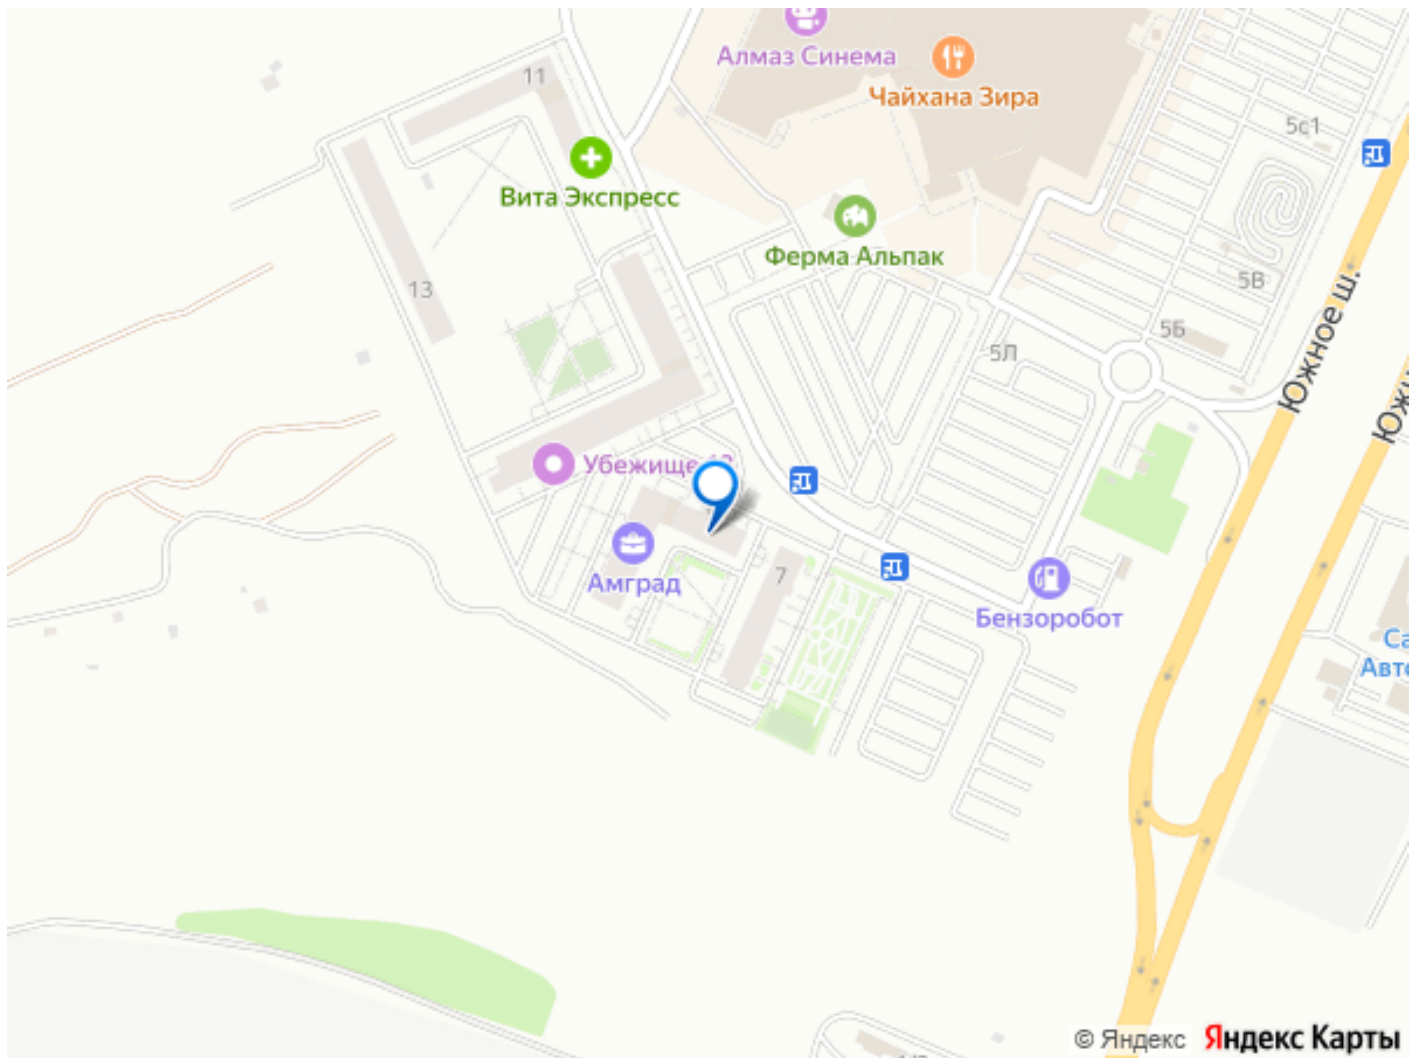 Алмаз Синема
Чайхана Зира
11
5с1
Вита Экспресс
Ферма Альпак
13
5В
5Б
5Л
Южное ш.
Убежище
Амград
7
Бензоробот
© Яндекс Яндекс Карты